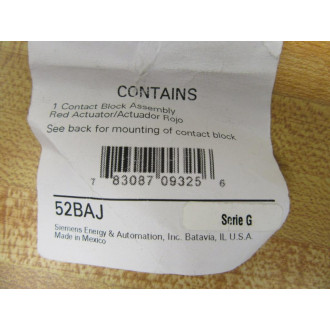 CONTAINS
1 Contact Block Assembly
Red Actuator/Actuador Rojo
See back for mounting of contact block
7 83087 09325 6
52BAJ
Serie G
Siemens Energy & Automation, Inc. Batavia, IL U.S.A.
Made in Mexico